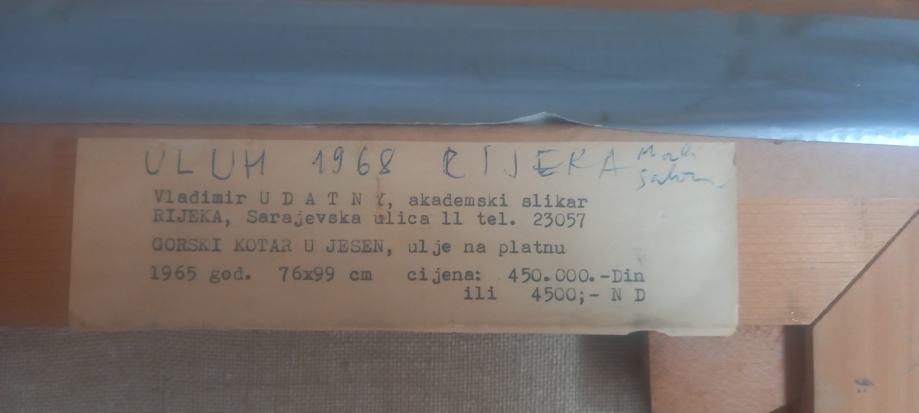 ULUH 1968 RIJEKA Mali salon
Vladimir U D A T N Y, akademski slikar
RIJEKA, Sarajevska ulica 11 tel. 23057
GORSKI KOTAR U JESEN, ulje na platnu
1965 god. 76x99 cm cijena: 450.000.-Din
ili 4500;- N D